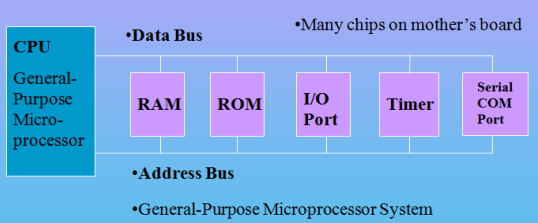 •Many chips on mother's board
•Data Bus
CPU
General-
Purpose
Micro-
processor
RAM
ROM
I/O
Port
Timer
Serial
COM
Port
•Address Bus
•General-Purpose Microprocessor System